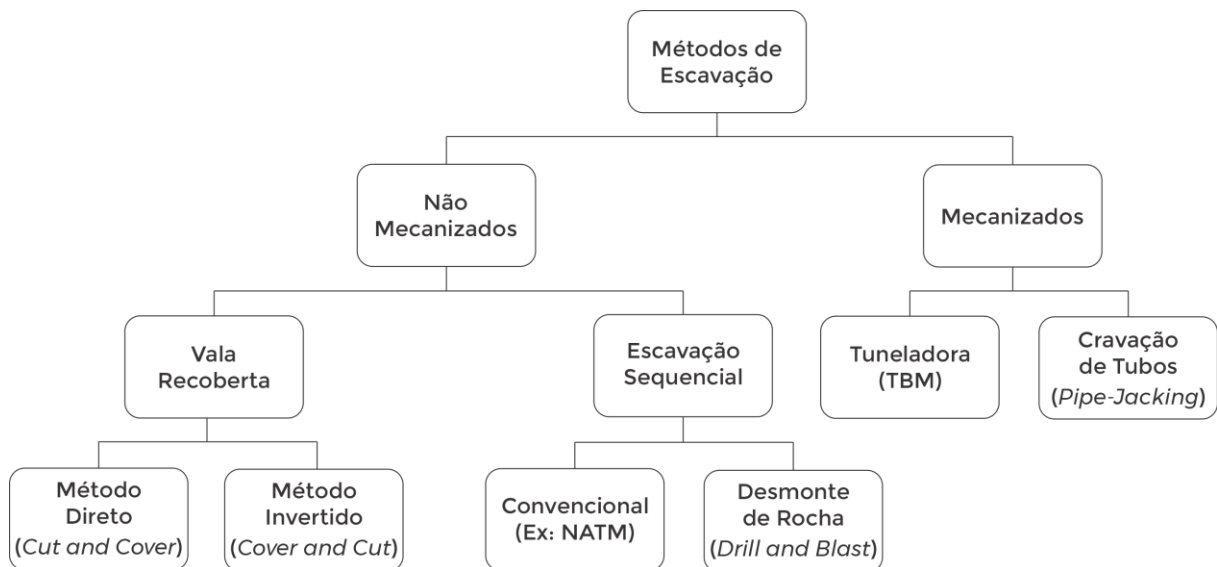 Métodos de
Escavação
Não
Mecanizados
Mecanizados
Vala
Recoberta
Escavação
Sequencial
Tuneladora
(TBM)
Cravação
de Tubos
(Pipe-Jacking)
Método
Direto
(Cut and Cover)
Método
Invertido
(Cover and Cut)
Convencional
(Ex: NATM)
Desmonte
de Rocha
(Drill and Blast)